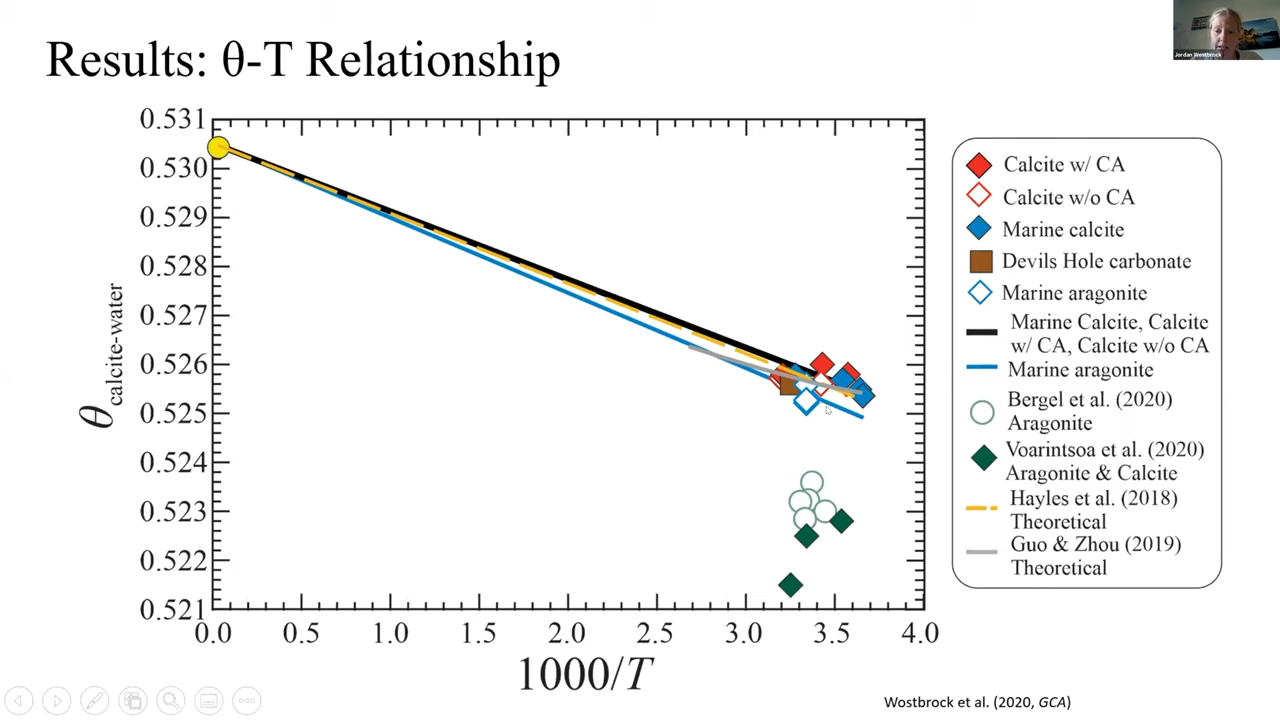 Results: θ-T Relationship
Jordan Westbrock
0.531
0.530
0.529
0.528
0.527
0.526
0.525
0.524
0.523
0.522
0.521
θcalcite-water
0.0 0.5 1.0 1.5 2.0 2.5 3.0 3.5 4.0
1000/T
Calcite w/ CA
Calcite w/o CA
Marine calcite
Devils Hole carbonate
Marine aragonite
Marine Calcite, Calcite
w/ CA, Calcite w/o CA
Marine aragonite
Bergel et al. (2020)
Aragonite
Voarintsoa et al. (2020)
Aragonite & Calcite
Hayles et al. (2018)
Theoretical
Guo & Zhou (2019)
Theoretical
Wostbrock et al. (2020, GCA)